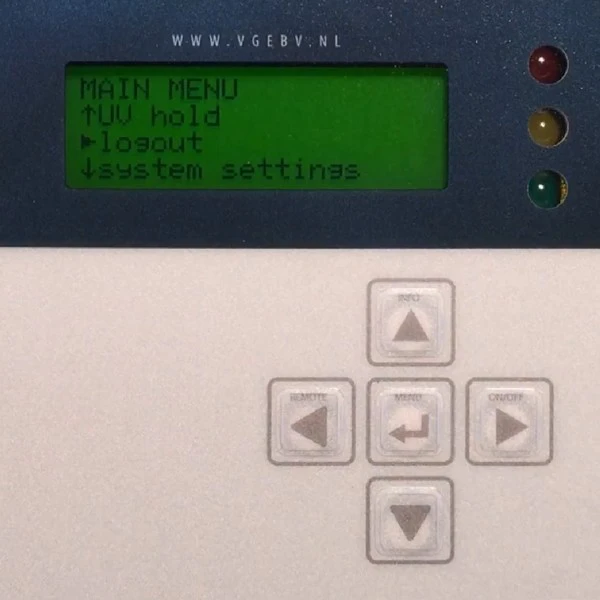 WWW.VGEBV.NL
MAIN MENU
↑UV hold
►logout
↓system settings
INFO
REMOTE
MENU
ON/OFF